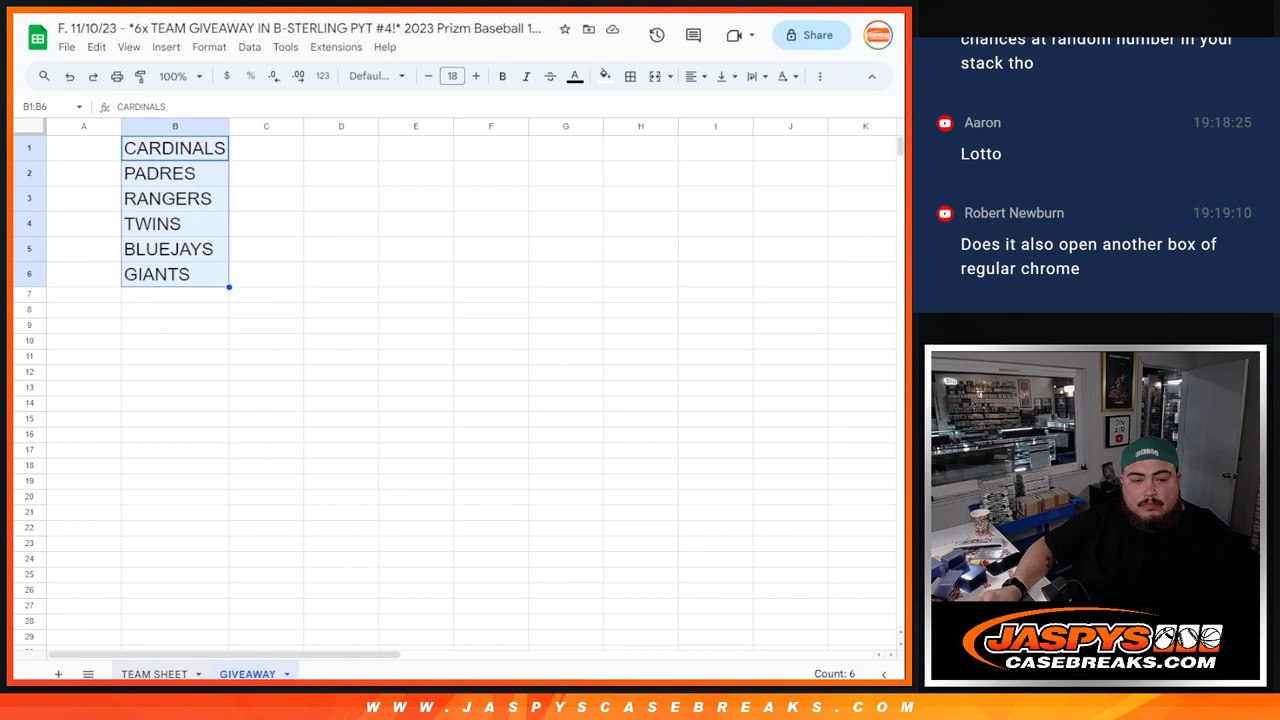 F. 11/10/23 - *6x TEAM GIVEAWAY IN B-STERLING PYT #4!* 2023 Prizm Baseball 1...
Share
File Edit View Insert Format Data Tools Extensions Help
100% $ % .0 .00 123 Defaul... 18 B I A
B1:B6 fx CARDINALS
A B C D E F G H I J K
1 CARDINALS
2 PADRES
3 RANGERS
4 TWINS
5 BLUEJAYS
6 GIANTS
7
8
9
10
11
12
13
14
15
16
17
18
19
20
21
22
23
24
25
26
27
28
29
TEAM SHEET GIVEAWAY Count: 6
chances at random number in your
stack tho
Aaron 19:18:25
Lotto
Robert Newburn 19:19:10
Does it also open another box of
regular chrome
ON
AIR
JASPYS
CASEBREAKS.COM
WWW.JASPYSCASEBREAKS.COM